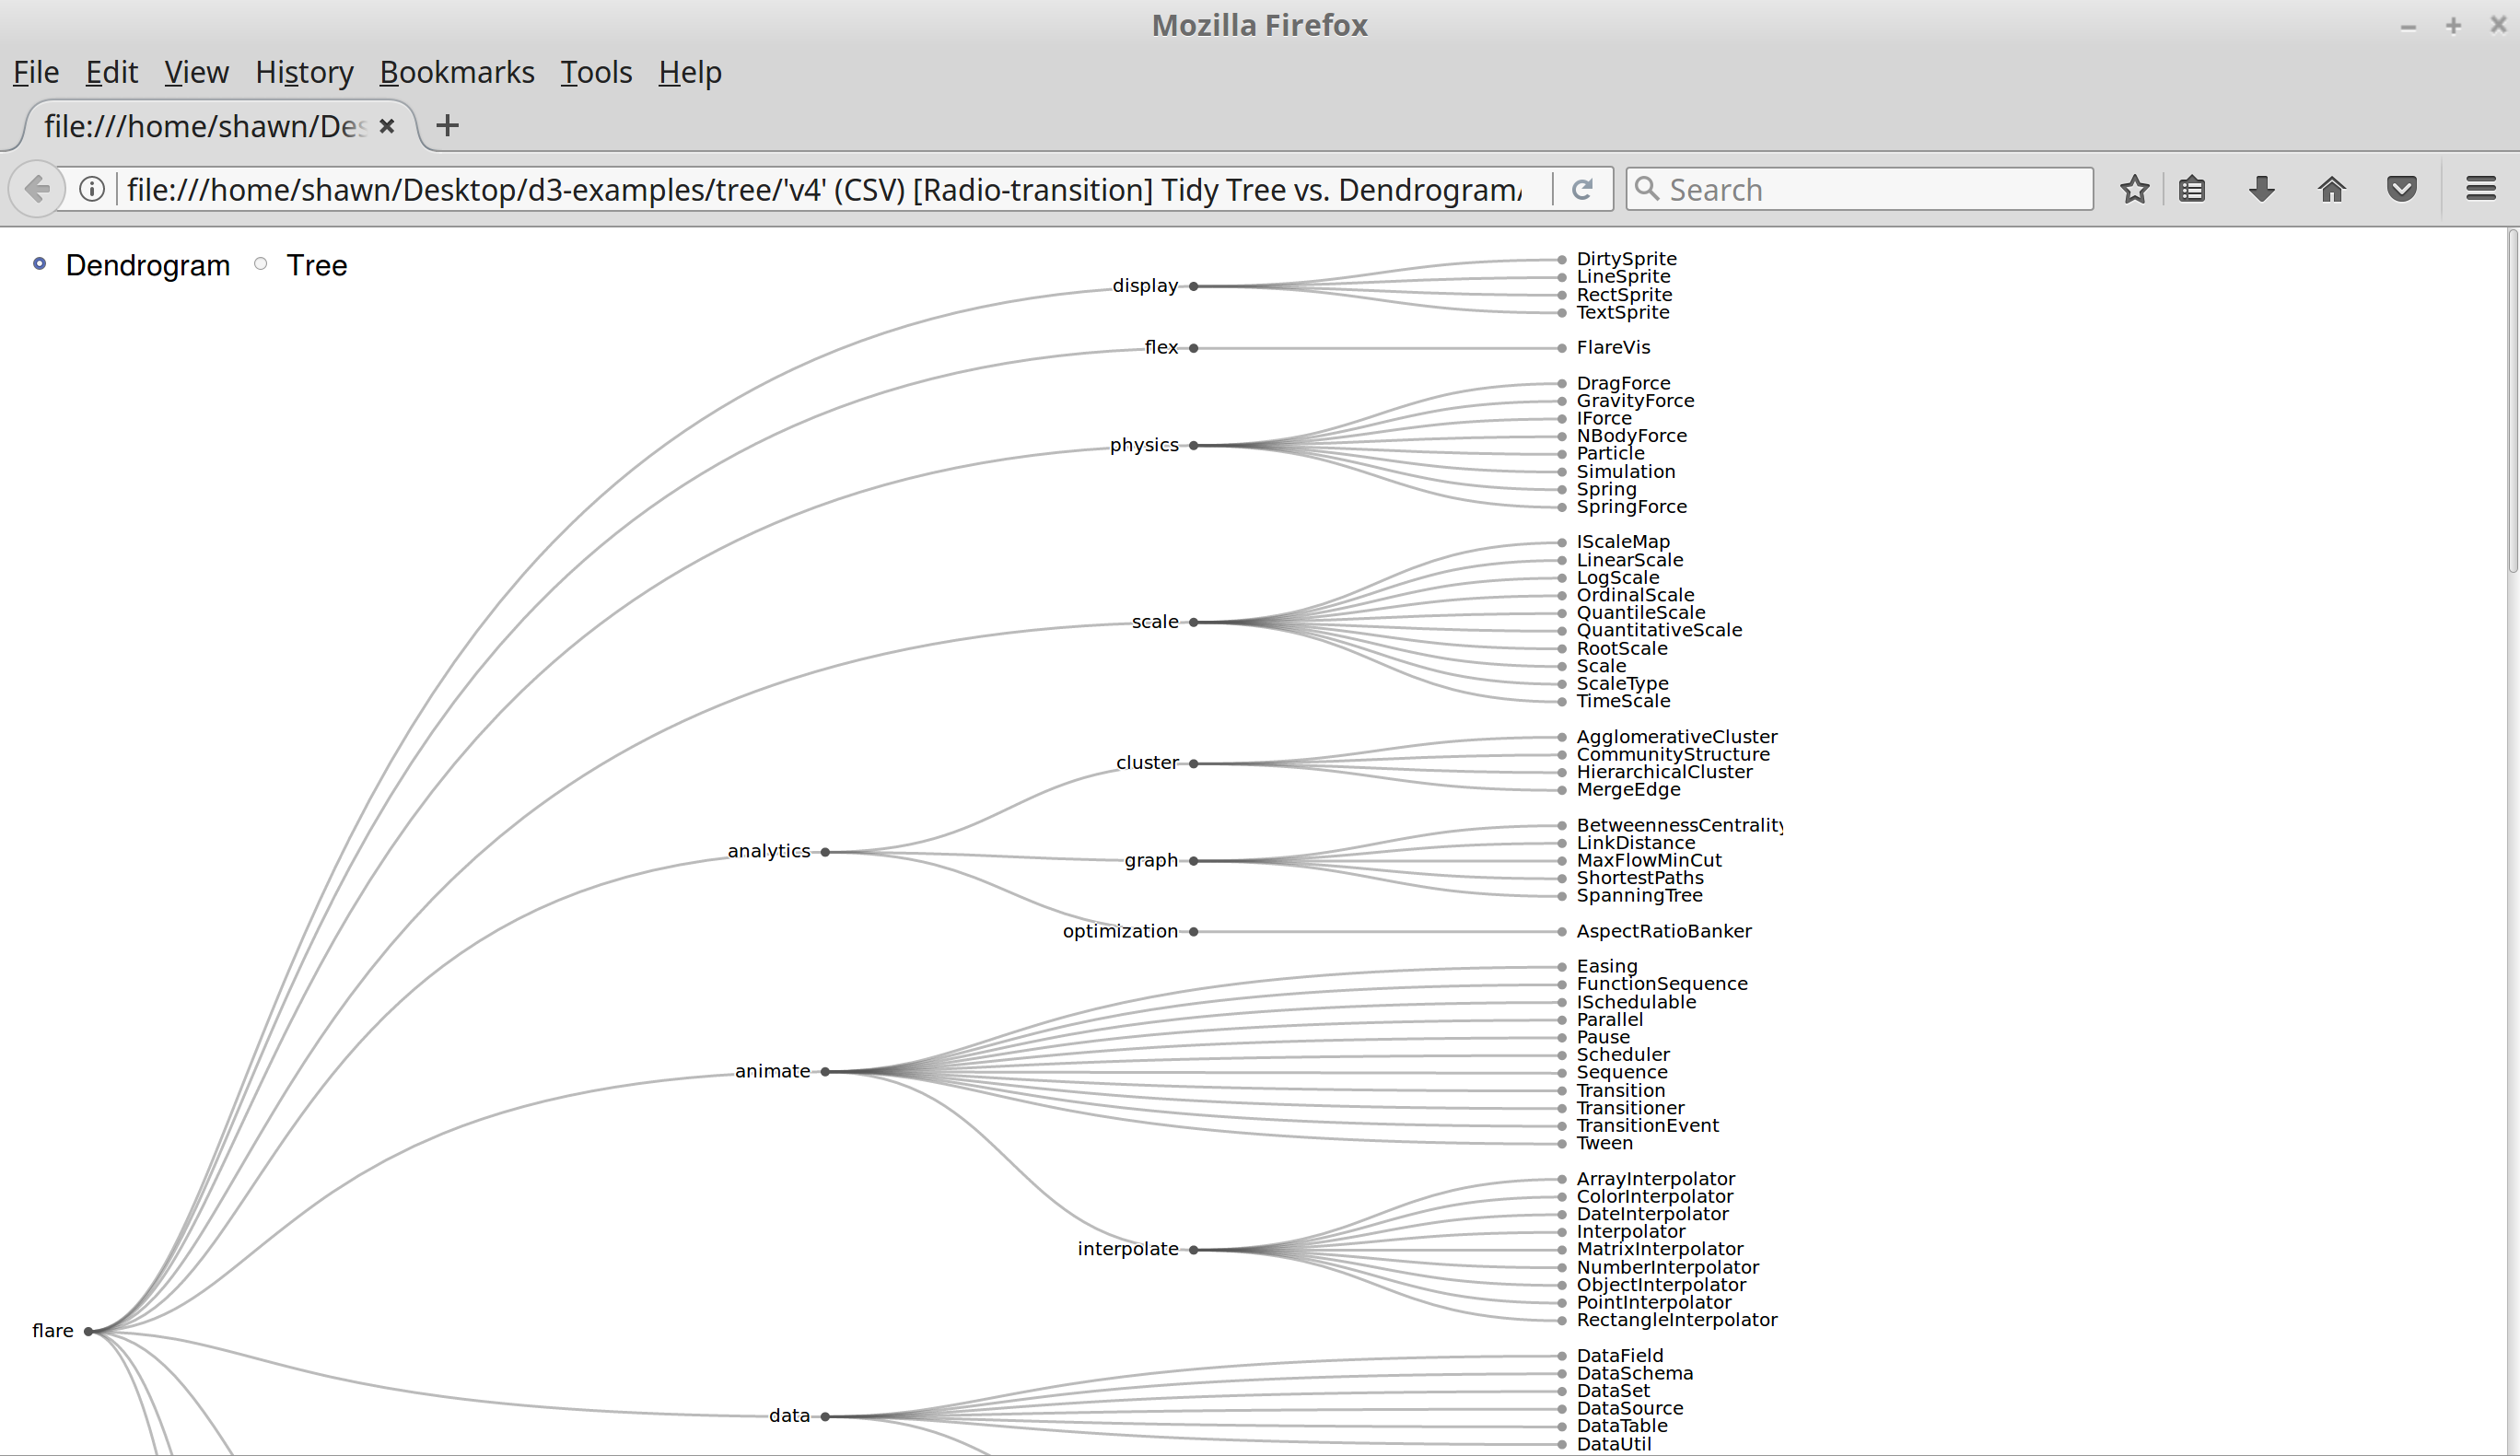 Mozilla Firefox
File Edit View History Bookmarks Tools Help
file:///home/shawn/Des
file:///home/shawn/Desktop/d3-examples/tree/'v4' (CSV) [Radio-transition] Tidy Tree vs. Dendrogram/
Search
Dendrogram Tree
display
DirtySprite
LineSprite
RectSprite
TextSprite
flex
FlareVis
physics
DragForce
GravityForce
IForce
NBodyForce
Particle
Simulation
Spring
SpringForce
scale
IScaleMap
LinearScale
LogScale
OrdinalScale
QuantileScale
QuantitativeScale
RootScale
Scale
ScaleType
TimeScale
analytics
cluster
AgglomerativeCluster
CommunityStructure
HierarchicalCluster
MergeEdge
graph
BetweennessCentrality
LinkDistance
MaxFlowMinCut
ShortestPaths
SpanningTree
optimization
AspectRatioBanker
animate
Easing
FunctionSequence
ISchedulable
Parallel
Pause
Scheduler
Sequence
Transition
Transitioner
TransitionEvent
Tween
interpolate
ArrayInterpolator
ColorInterpolator
DateInterpolator
Interpolator
MatrixInterpolator
NumberInterpolator
ObjectInterpolator
PointInterpolator
RectangleInterpolator
flare
data
DataField
DataSchema
DataSet
DataSource
DataTable
DataUtil